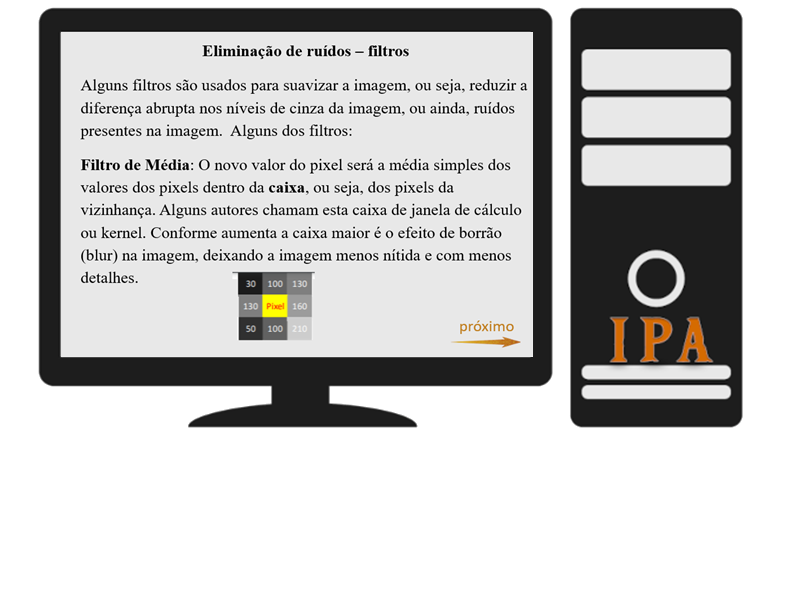 Eliminação de ruídos – filtros
Alguns filtros são usados para suavizar a imagem, ou seja, reduzir a
diferença abrupta nos níveis de cinza da imagem, ou ainda, ruídos
presentes na imagem.  Alguns dos filtros:
Filtro de Média: O novo valor do pixel será a média simples dos
valores dos pixels dentro da caixa, ou seja, dos pixels da
vizinhança. Alguns autores chamam esta caixa de janela de cálculo
ou kernel. Conforme aumenta a caixa maior é o efeito de borrão
(blur) na imagem, deixando a imagem menos nítida e com menos
detalhes.
30 100 130
130 Pixel 160
50 100 210
próximo
IPA